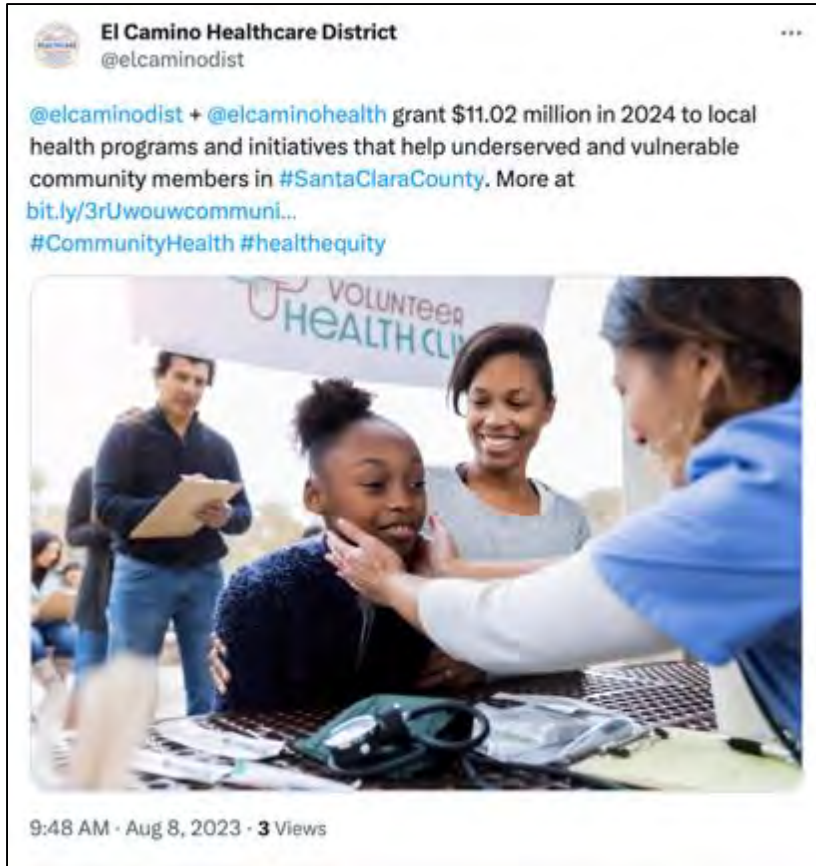 El Camino Healthcare District
@elcaminodist
@elcaminodist + @elcaminohealth grant $11.02 million in 2024 to local
health programs and initiatives that help underserved and vulnerable
community members in #SantaClaraCounty. More at
bit.ly/3rUwouwcommuni...
#CommunityHealth #healthequity
VOLUNTEER
HEALTH CLI
9:48 AM · Aug 8, 2023 · 3 Views